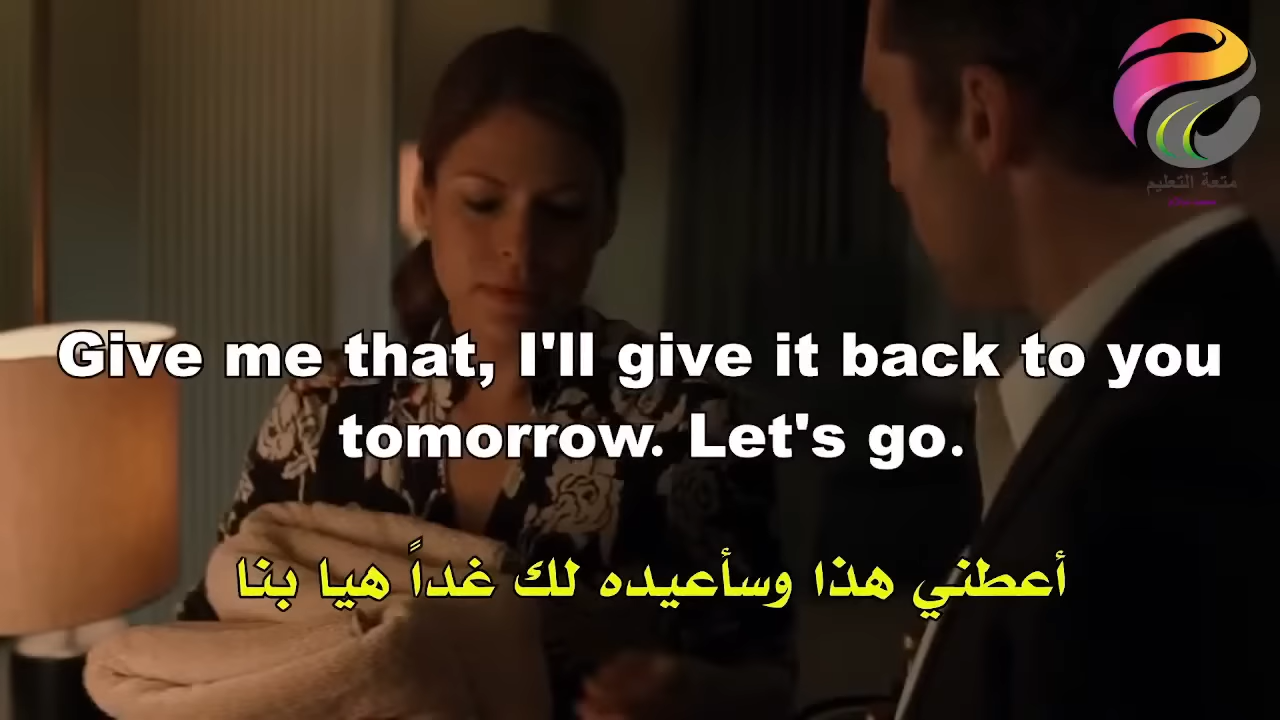 متعة التعليم
Give me that, I'll give it back to you
tomorrow. Let's go.
أعطني هذا وسأعيده لك غداً هيا بنا